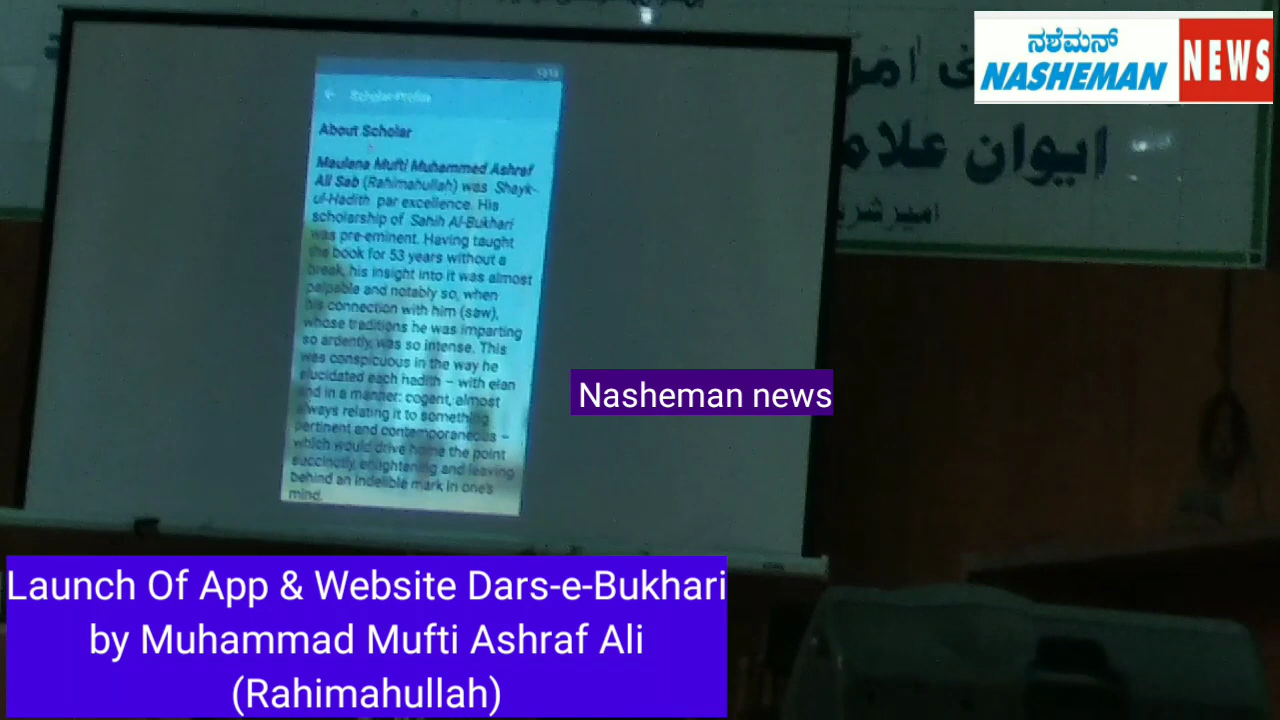 ನಶೆಮನ್
NASHEMAN NEWS
ایوان علام
امیر شر
Scholar Profile
About Scholar
Maulana Mufti Muhammed Ashraf
Ali Sab (Rahimahullah) was Shayk-
ul-Hadith par excellence. His
scholarship of Sahih Al-Bukhari
was pre-eminent. Having taught
the book for 53 years without a
break, his insight into it was almost
palpable and notably so, when
his connection with him (saw),
whose traditions he was imparting
so ardently, was so intense. This
was conspicuous in the way he
elucidated each hadith – with elan
and in a manner: cogent, almost
always relating it to something
pertinent and contemporaneous –
which would drive home the point
succinctly, enlightening and leaving
behind an indelible mark in one's
mind.
Nasheman news
Launch Of App & Website Dars-e-Bukhari
by Muhammad Mufti Ashraf Ali
(Rahimahullah)